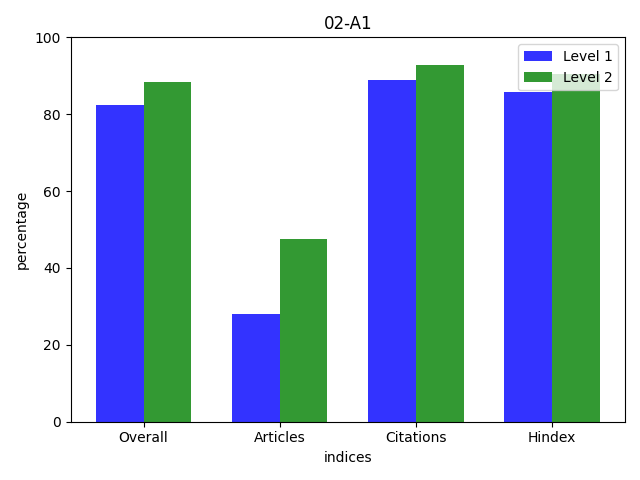 02-A1
Level 1
Level 2
percentage
100
80
60
40
20
0
Overall
Articles
Citations
Hindex
indices